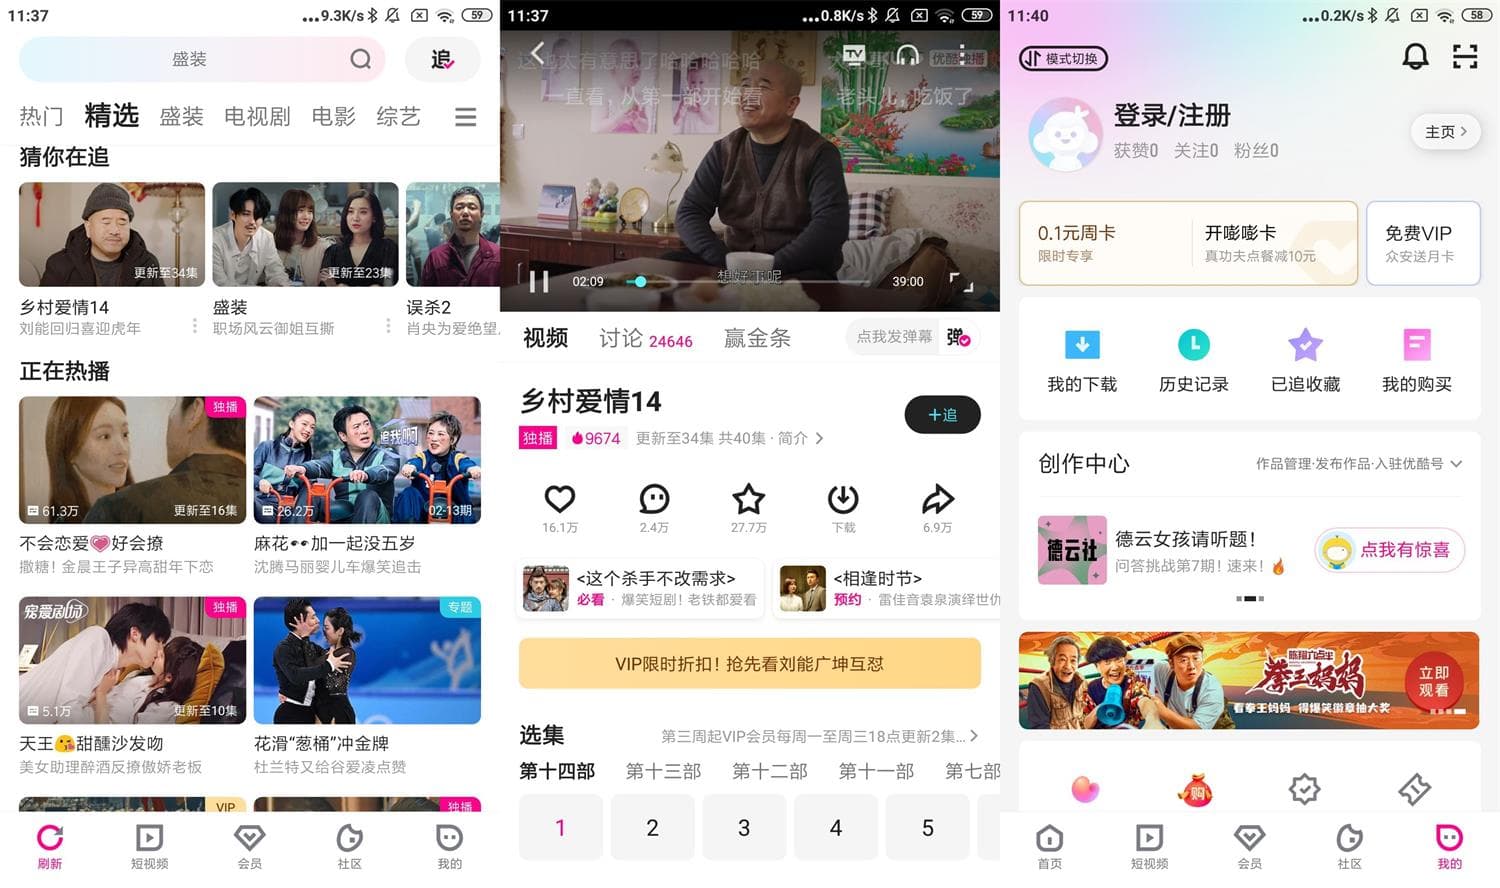 11:37
...9.3K/s
59
盛装
追
热门 精选 盛装 电视剧 电影 综艺
猜你在追
更新至34集
更新至23集
乡村爱情14
刘能回归喜迎虎年
盛装
职场风云御姐互撕
误杀2
肖央为爱绝望
正在热播
独播
61.3万
更新至16集
追我啊
26.2万
02-13期
不会恋爱💗好会撩
撒糖！金晨王子异高甜年下恋
麻花👀加一起没五岁
沈腾马丽婴儿车爆笑追击
宠爱剧场
独播
5.1万
更新至10集
专题
天王😘甜醺沙发吻
美女助理醉酒反撩傲娇老板
花滑“葱桶”冲金牌
杜兰特又给谷爱凌点赞
VIP
独播
刷新
短视频
会员
社区
我的
11:37
...0.8K/s
59
太有意思了哈哈哈哈哈
TV
优酷独播
一直看，从第一部开始看
老头儿，吃饭了
想好事呢
02:09
39:00
视频
讨论 24646
赢金条
点我发弹幕
弹
乡村爱情14
+追
独播
9674
更新至34集 共40集 · 简介
16.1万
2.4万
27.7万
下载
6.9万
<这个杀手不改需求>
必看 · 爆笑短剧！老铁都爱看
<相逢时节>
预约 · 雷佳音袁泉演绎世仇
VIP限时折扣！抢先看刘能广坤互怼
选集
第三周起VIP会员每周一至周三18点更新2集...
第十四部 第十三部 第十二部 第十一部 第七部
1 2 3 4 5
11:40
...0.2K/s
58
模式切换
登录/注册
获赞0 关注0 粉丝0
主页
0.1元周卡
限时专享
开嘭嘭卡
真功夫点餐减10元
免费VIP
众安送月卡
我的下载
历史记录
已追收藏
我的购买
创作中心
作品管理·发布作品·入驻优酷号
德云社
德云女孩请听题！
问答挑战第7期！速来！🔥
点我有惊喜
陈翔六点半
拳王妈妈
看拳王妈妈 得爆笑徽章抽大奖
立即
观看
购
首页
短视频
会员
社区
我的